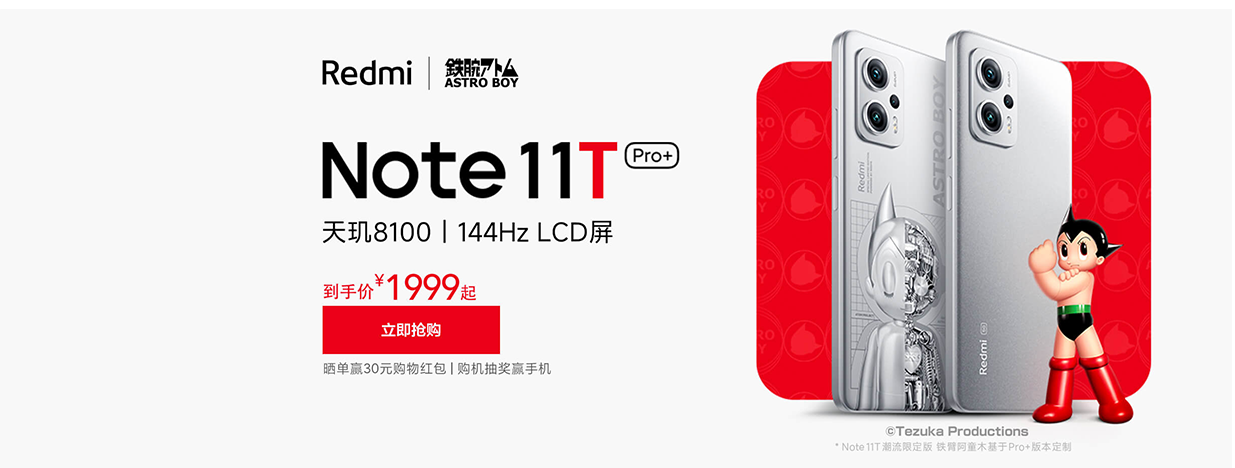 Redmi
鉄腕アトム
ASTRO BOY
Note 11T Pro+
天玑8100 | 144Hz LCD屏
到手价¥1999起
立即抢购
晒单赢30元购物红包 | 购机抽奖赢手机
ASTRO BOY
Redmi
Redmi 5G
©Tezuka Productions
* Note 11T 潮流限定版 铁臂阿童木基于Pro+版本定制